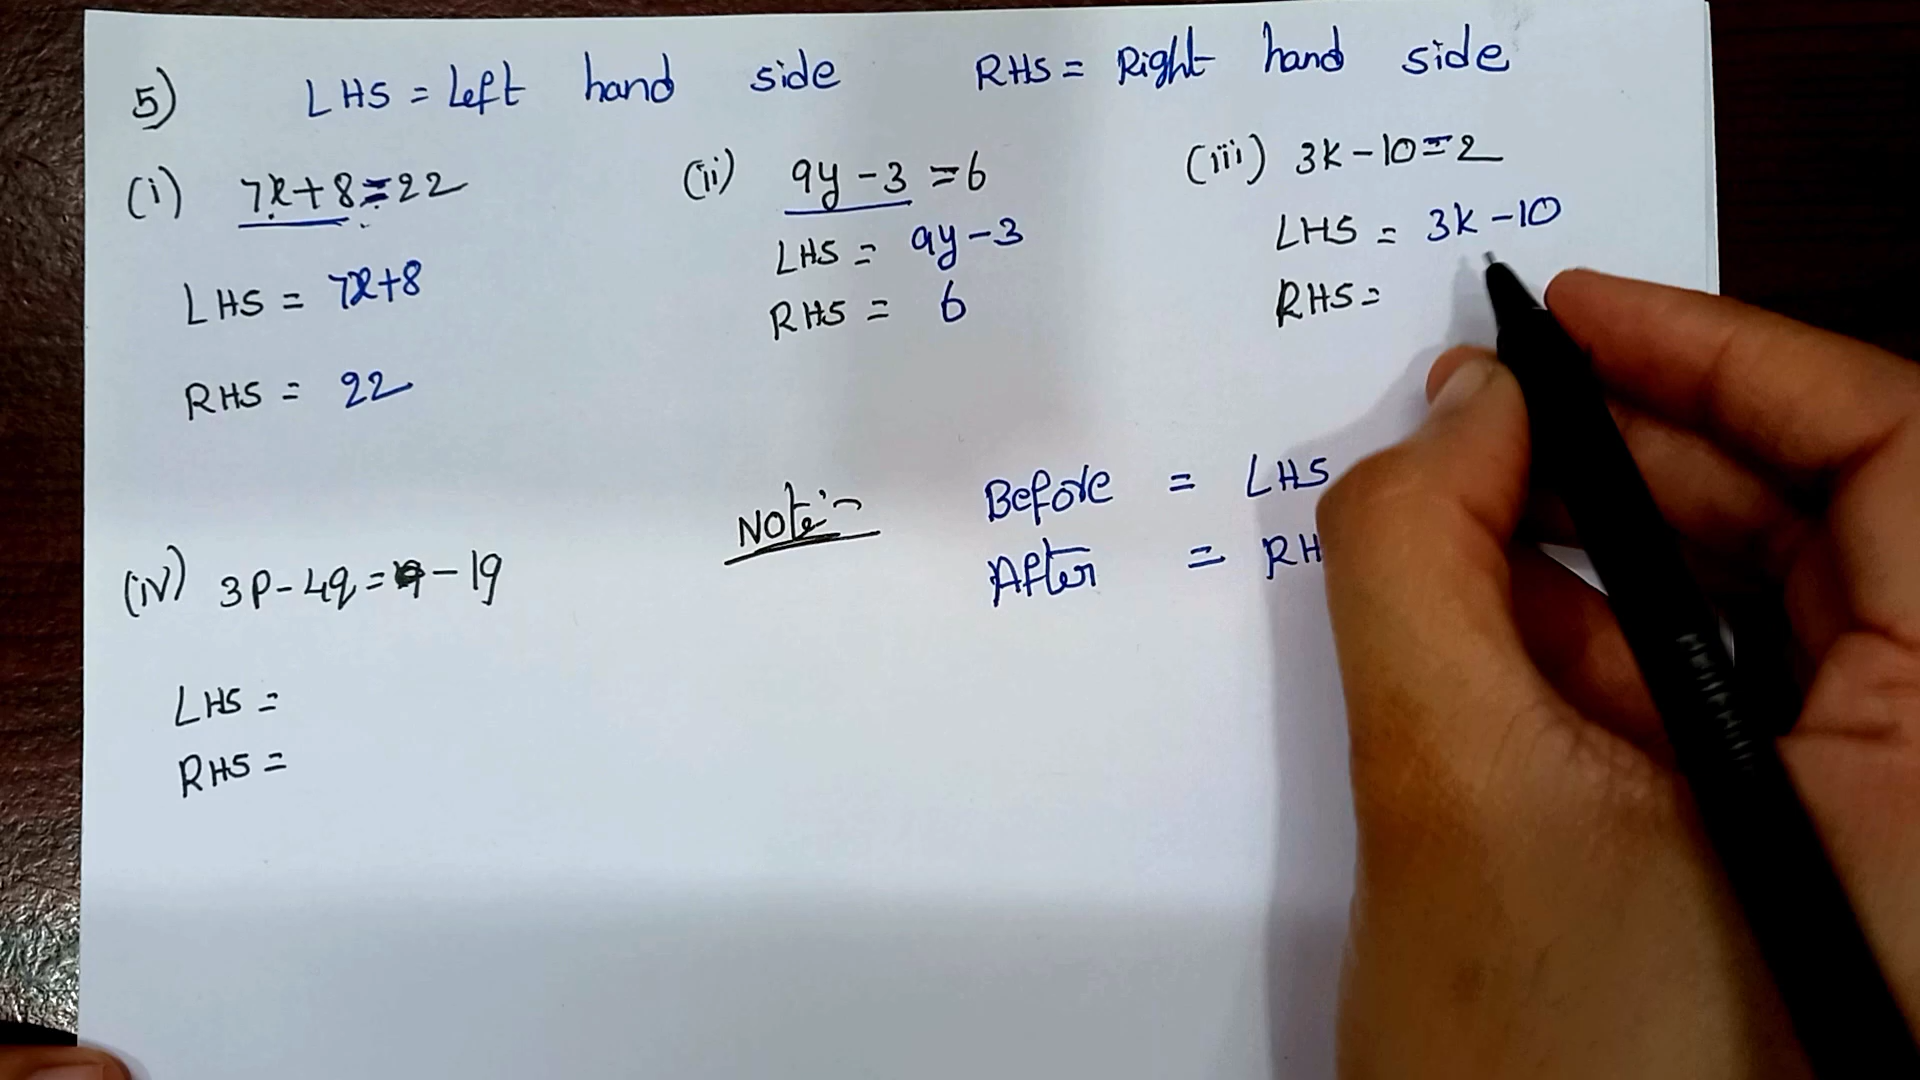 5) LHS = Left hand side RHS = Right hand side
(i) 7x+8=22
LHS = 7x+8
RHS = 22
(ii) 9y-3=6
LHS = 9y-3
RHS = 6
(iii) 3k-10=2
LHS = 3k-10
RHS=
Note:-
Before = LHS
After = RH
(iv) 3p-4q= -19
LHS =
RHS =